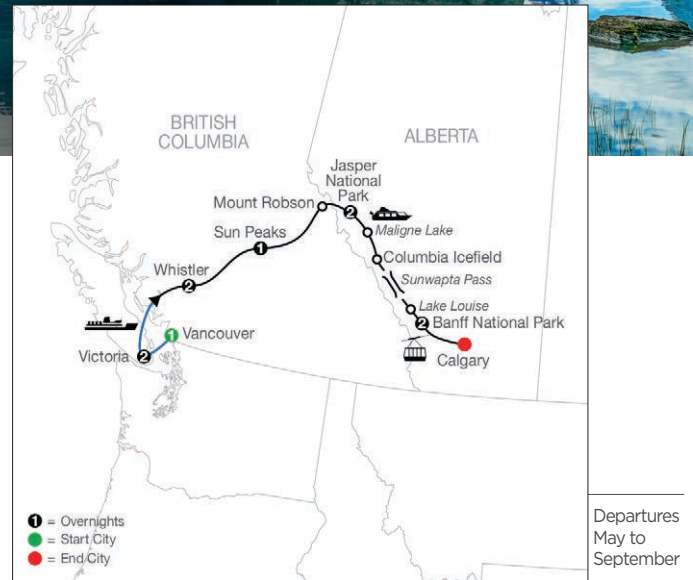 BRITISH
COLUMBIA
ALBERTA
Jasper
National
Park
2
Mount Robson
Maligne Lake
Sun Peaks
1
Columbia Icefield
Whistler
2
Sunwapta Pass
Lake Louise
2 Banff National Park
1 Vancouver
Victoria 2
Calgary
1 = Overnights
= Start City
= End City
Departures
May to
September